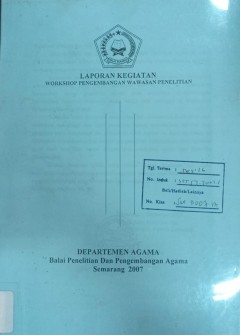 LAPORAN KEGIATAN
WORKSHOP PENGEMBANGAN WAWASAN PENELITIAN
Tgl. Terima :
No. Induk :
Beli/Hadiah/Lainnya
No. Klas :
DEPARTEMEN AGAMA
Balai Penelitian Dan Pengembangan Agama
Semarang 2007